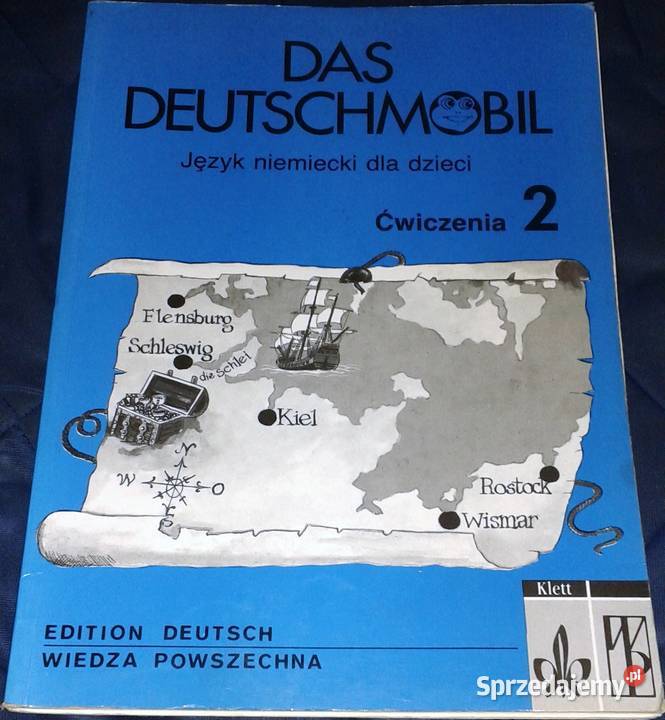 DAS
DEUTSCHMOBIL
Język niemiecki dla dzieci
Ćwiczenia 2
Flensburg
Schleswig
die Schlei
Kiel
N
W O
S
Rostock
Wismar
EDITION DEUTSCH
WIEDZA POWSZECHNA
Klett
WP
Sprzedajemy.pl